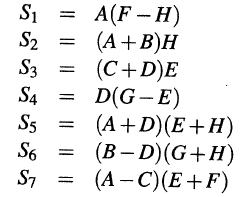 S₁ = A(F−H)
S₂ = (A+B)H
S₃ = (C+D)E
S₄ = D(G−E)
S₅ = (A+D)(E+H)
S₆ = (B−D)(G+H)
S₇ = (A−C)(E+F)